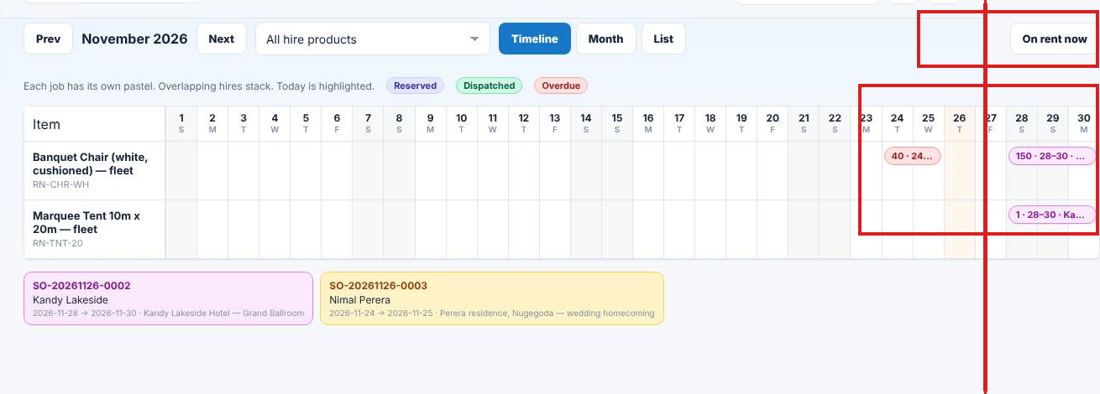 Prev November 2026 Next All hire products Timeline Month List On rent now
Each job has its own pastel. Overlapping hires stack. Today is highlighted. Reserved Dispatched Overdue
Item 1 2 3 4 5 6 7 8 9 10 11 12 13 14 15 16 17 18 19 20 21 22 23 24 25 26 27 28 29 30
S M T W T F S S M T W T F S S M T W T F S S M T W T F S S M
Banquet Chair (white, cushioned) — fleet
RN-CHR-WH
40 · 24... 150 · 28–30 · ...
Marquee Tent 10m x 20m — fleet
RN-TNT-20
1 · 28–30 · Ka...
SO-20261126-0002
Kandy Lakeside
2026-11-28 → 2026-11-30 · Kandy Lakeside Hotel — Grand Ballroom
SO-20261126-0003
Nimal Perera
2026-11-24 → 2026-11-25 · Perera residence, Nugegoda — wedding homecoming